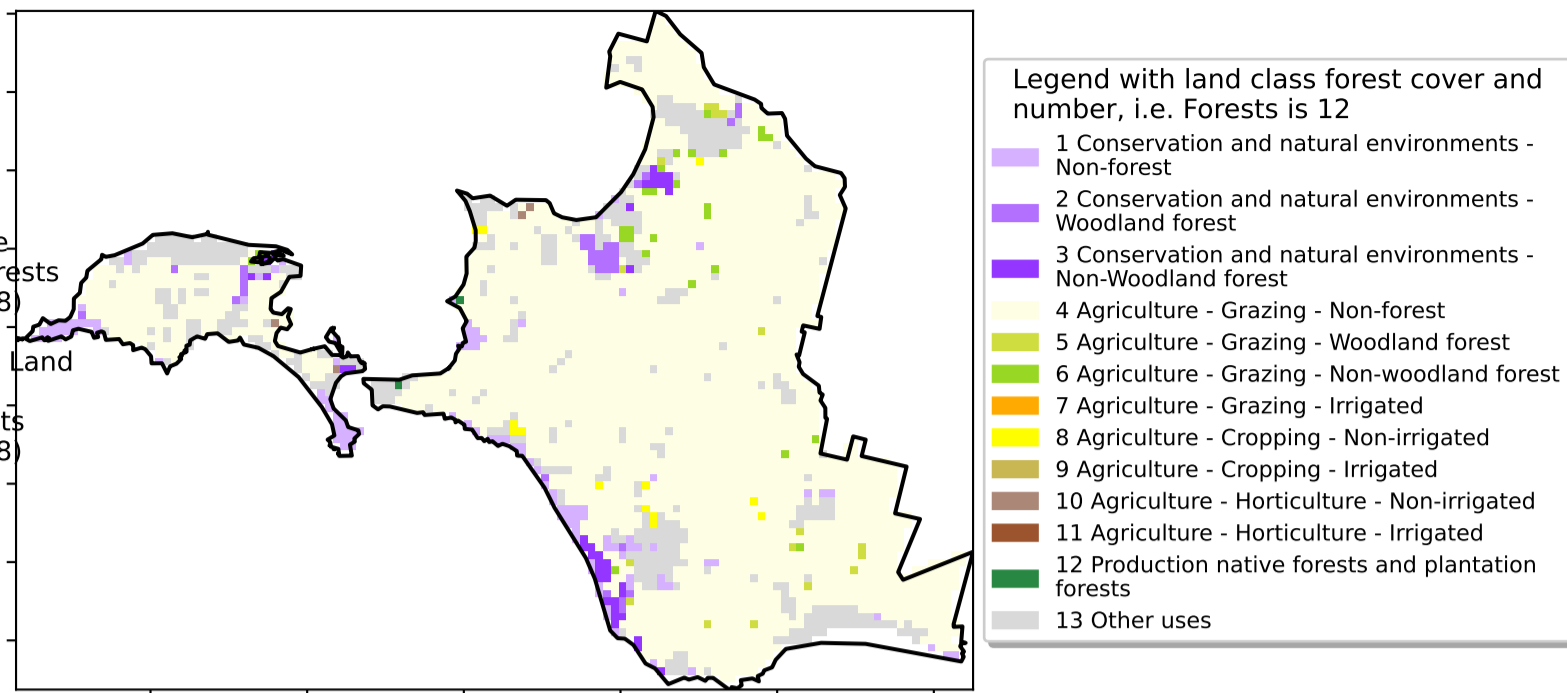 e
rests
8)
Land
ts
8)
Legend with land class forest cover and
number, i.e. Forests is 12
1 Conservation and natural environments -
Non-forest
2 Conservation and natural environments -
Woodland forest
3 Conservation and natural environments -
Non-Woodland forest
4 Agriculture - Grazing - Non-forest
5 Agriculture - Grazing - Woodland forest
6 Agriculture - Grazing - Non-woodland forest
7 Agriculture - Grazing - Irrigated
8 Agriculture - Cropping - Non-irrigated
9 Agriculture - Cropping - Irrigated
10 Agriculture - Horticulture - Non-irrigated
11 Agriculture - Horticulture - Irrigated
12 Production native forests and plantation
forests
13 Other uses